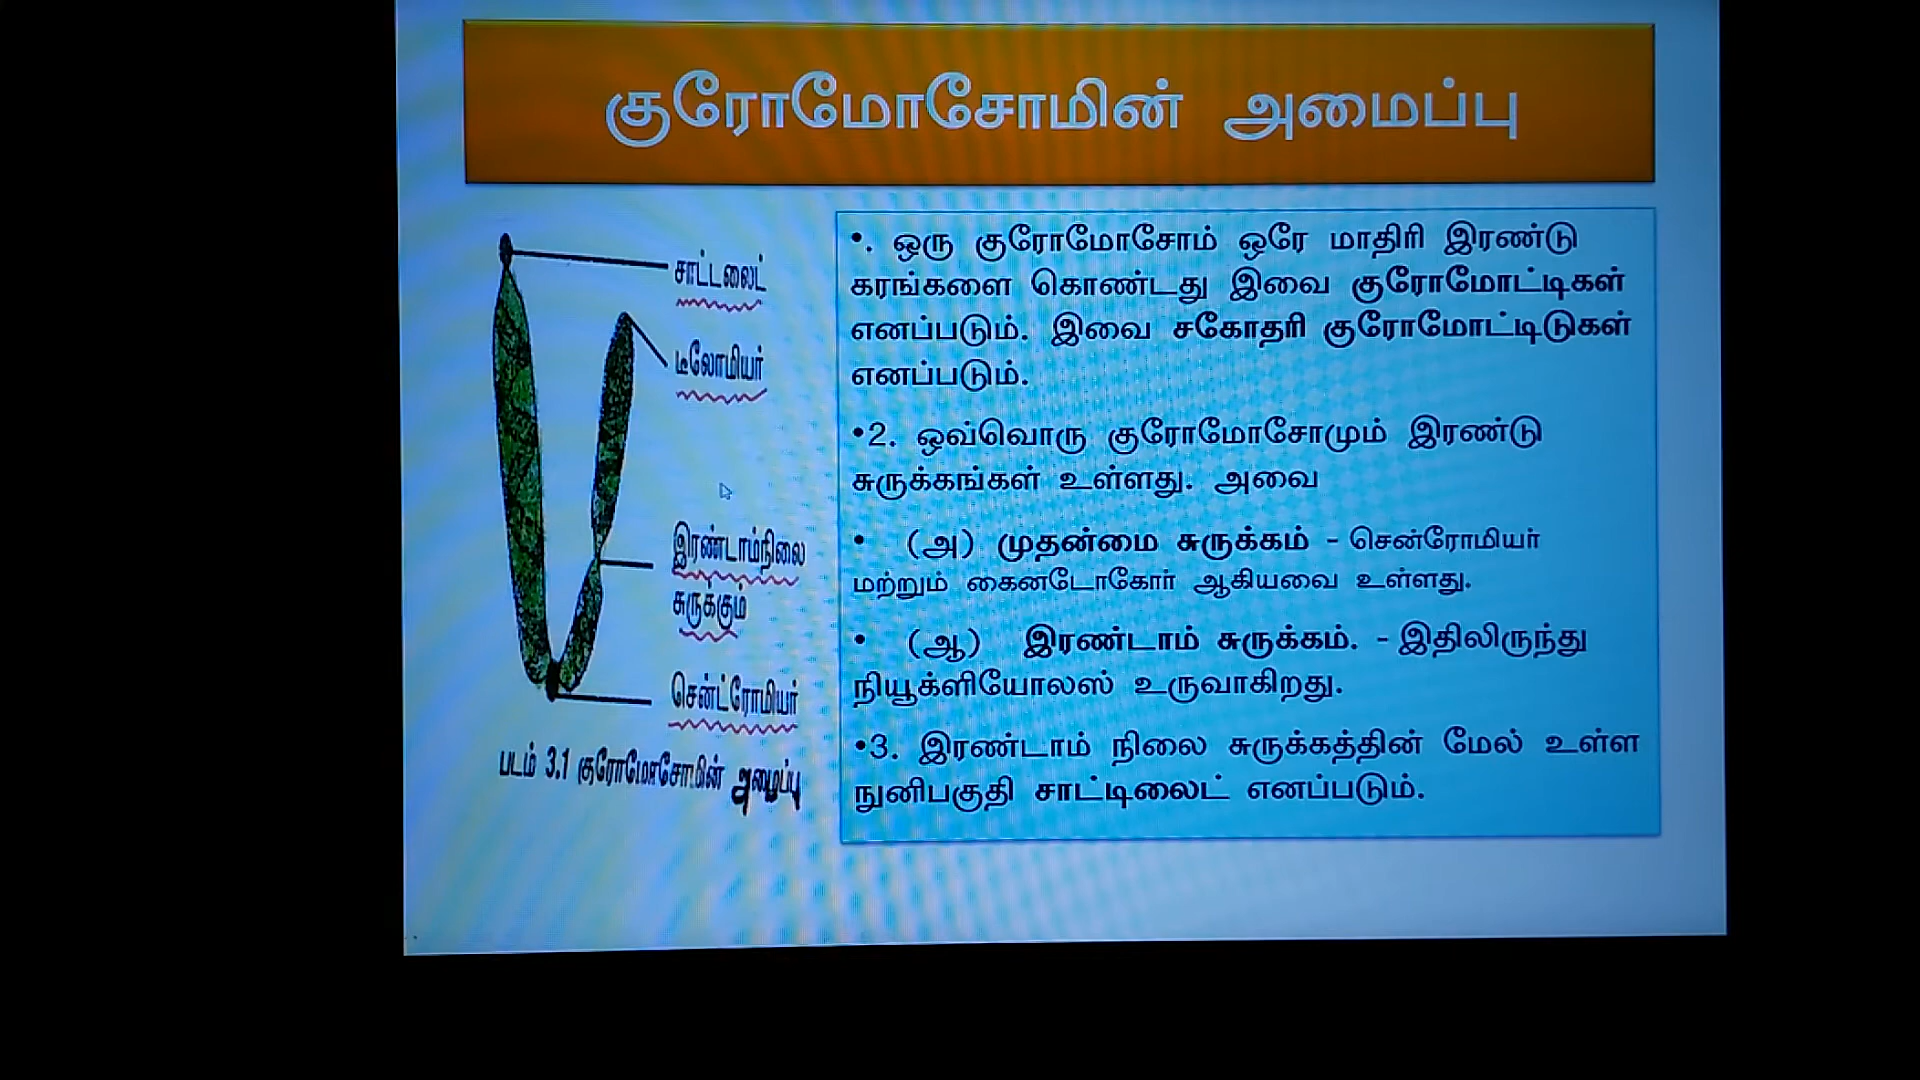 குரோமோசோமின் அமைப்பு
சாட்டலைட்
டீலோமியர்
இரண்டாம்நிலை
சுருக்கும்
சென்ட்ரோமியர்
படம் 3.1 குரோமோசோமின் அமைப்பு
•. ஒரு குரோமோசோம் ஒரே மாதிரி இரண்டு
கரங்களை கொண்டது இவை குரோமோட்டிகள்
எனப்படும். இவை சகோதரி குரோமோட்டிடுகள்
எனப்படும்.
•2. ஒவ்வொரு குரோமோசோமும் இரண்டு
சுருக்கங்கள் உள்ளது. அவை
• (அ) முதன்மை சுருக்கம் - சென்ரோமியர்
மற்றும் கைனடோகோர் ஆகியவை உள்ளது.
• (ஆ) இரண்டாம் சுருக்கம். - இதிலிருந்து
நியூக்ளியோலஸ் உருவாகிறது.
•3. இரண்டாம் நிலை சுருக்கத்தின் மேல் உள்ள
நுனிபகுதி சாட்டிலைட் எனப்படும்.